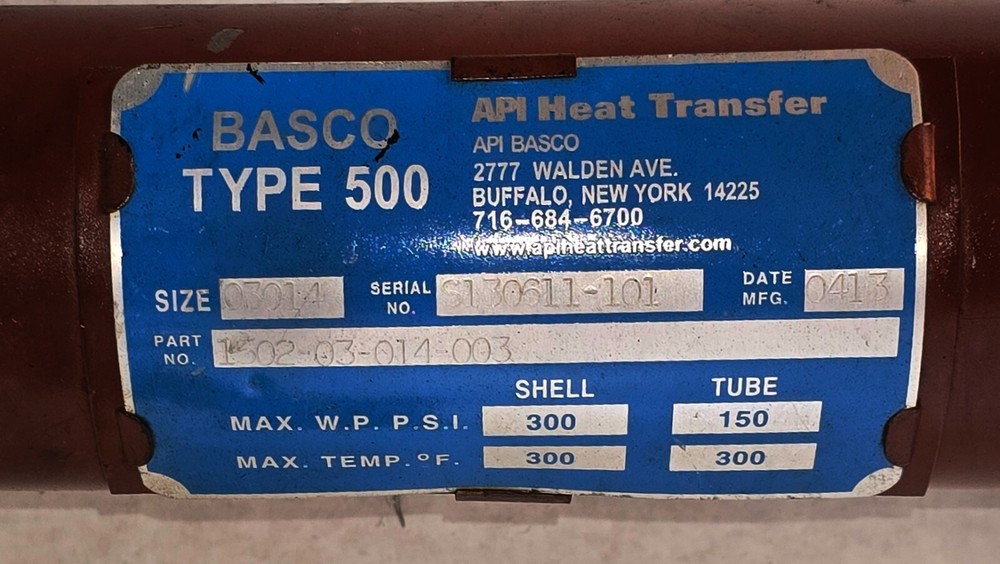 BASCO
TYPE 500
API Heat Transfer
API BASCO
2777 WALDEN AVE.
BUFFALO, NEW YORK 14225
716-684-6700
www.apiheattransfer.com
SIZE 03014
SERIAL NO. S130611-101
DATE MFG. 0413
PART NO. 1502-03-014-003
SHELL TUBE
MAX. W.P. P.S.I. 300 150
MAX. TEMP. °F. 300 300